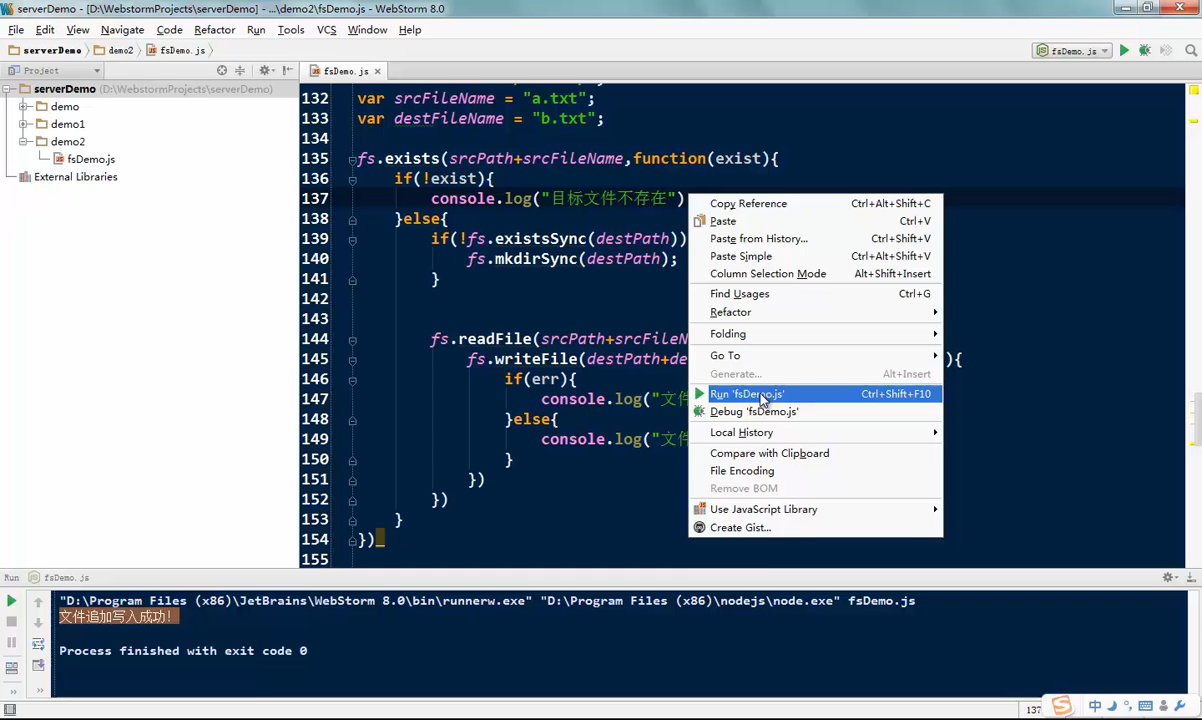 serverDemo - [D:\WebstormProjects\serverDemo] - ...\demo2\fsDemo.js - WebStorm 8.0
File Edit View Navigate Code Refactor Run Tools VCS Window Help
serverDemo demo2 fsDemo.js
fsDemo.js
Project
fsDemo.js
serverDemo (D:\WebstormProjects\serverDemo)
demo
demo1
demo2
fsDemo.js
External Libraries
132 var srcFileName = "a.txt";
133 var destFileName = "b.txt";
134
135 fs.exists(srcPath+srcFileName,function(exist){
136 if(!exist){
137 console.log("目标文件不存在")
138 }else{
139 if(!fs.existsSync(destPath))
140 fs.mkdirSync(destPath);
141 }
142
143
144 fs.readFile(srcPath+srcFileN
145 fs.writeFile(destPath+de ){
146 if(err){
147 console.log("文
148 }else{
149 console.log("文件
150 }
151 })
152 })
153 }
154 })
155
Copy Reference Ctrl+Alt+Shift+C
Paste Ctrl+V
Paste from History... Ctrl+Shift+V
Paste Simple Ctrl+Alt+Shift+V
Column Selection Mode Alt+Shift+Insert
Find Usages Ctrl+G
Refactor
Folding
Go To
Generate... Alt+Insert
Run 'fsDemo.js' Ctrl+Shift+F10
Debug 'fsDemo.js'
Local History
Compare with Clipboard
File Encoding
Remove BOM
Use JavaScript Library
Create Gist...
Run fsDemo.js
"D:\Program Files (x86)\JetBrains\WebStorm 8.0\bin\runnerw.exe" "D:\Program Files (x86)\nodejs\node.exe" fsDemo.js
文件追加写入成功!
Process finished with exit code 0
137
中